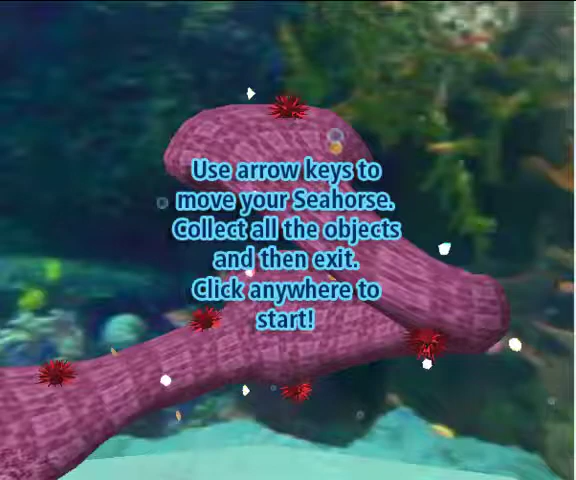 Use arrow keys to
move your Seahorse.
Collect all the objects
and then exit.
Click anywhere to
start!